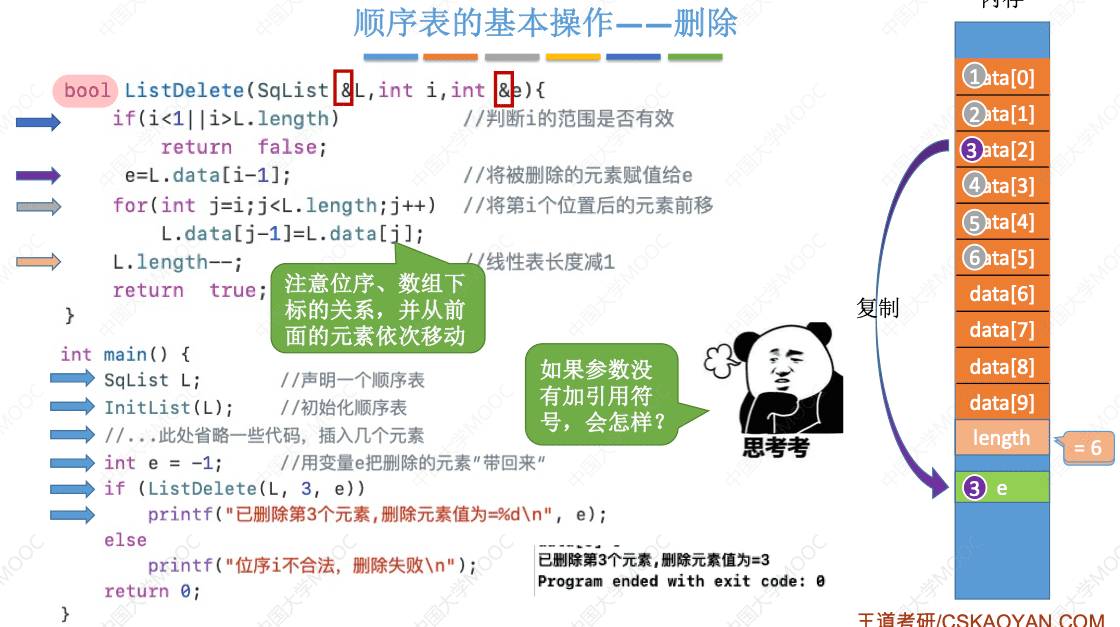 顺序表的基本操作——删除
bool ListDelete(SqList &L,int i,int &e){
if(i<1||i>L.length) //判断i的范围是否有效
return false;
e=L.data[i-1]; //将被删除的元素赋值给e
for(int j=i;j<L.length;j++) //将第i个位置后的元素前移
L.data[j-1]=L.data[j];
L.length--; //线性表长度减1
return true;
}
注意位序、数组下
标的关系，并从前
面的元素依次移动
int main() {
SqList L; //声明一个顺序表
InitList(L); //初始化顺序表
//...此处省略一些代码，插入几个元素
int e = -1; //用变量e把删除的元素"带回来"
if (ListDelete(L, 3, e))
printf("已删除第3个元素,删除元素值为=%d\n", e);
else
printf("位序i不合法，删除失败\n");
return 0;
}
如果参数没
有加引用符
号，会怎样？
思考考
已删除第3个元素,删除元素值为=3
Program ended with exit code: 0
内存
1 data[0]
2 data[1]
3 data[2]
4 data[3]
5 data[4]
6 data[5]
data[6]
data[7]
data[8]
data[9]
length
= 6
3 e
复制
王道考研/CSKAOYAN.COM
中国大学MOOC